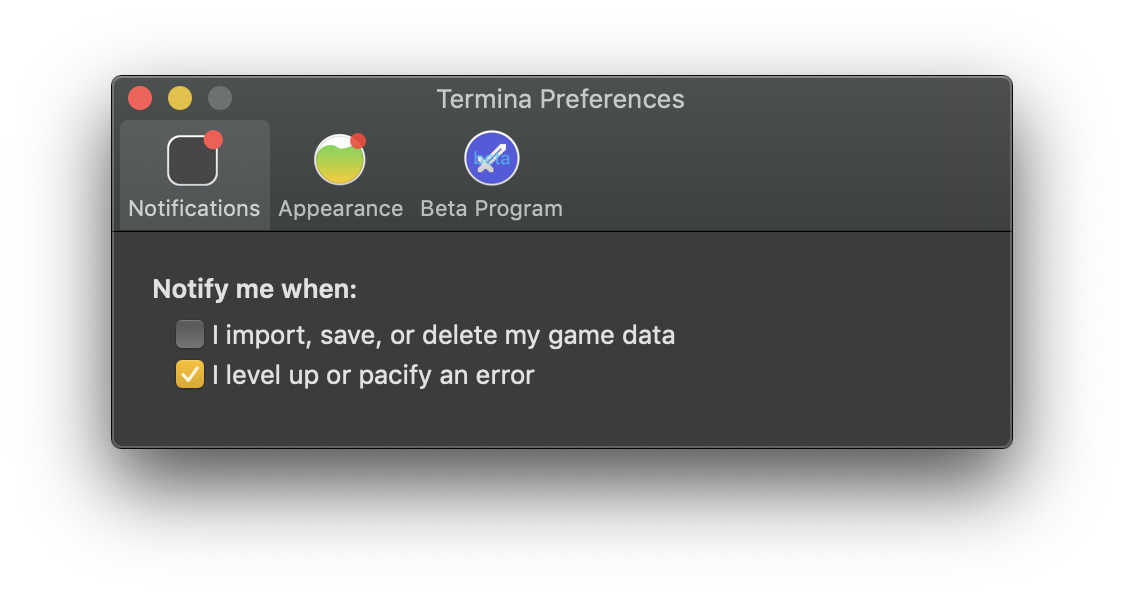 Termina Preferences
beta
Notifications Appearance Beta Program
Notify me when:
I import, save, or delete my game data
I level up or pacify an error